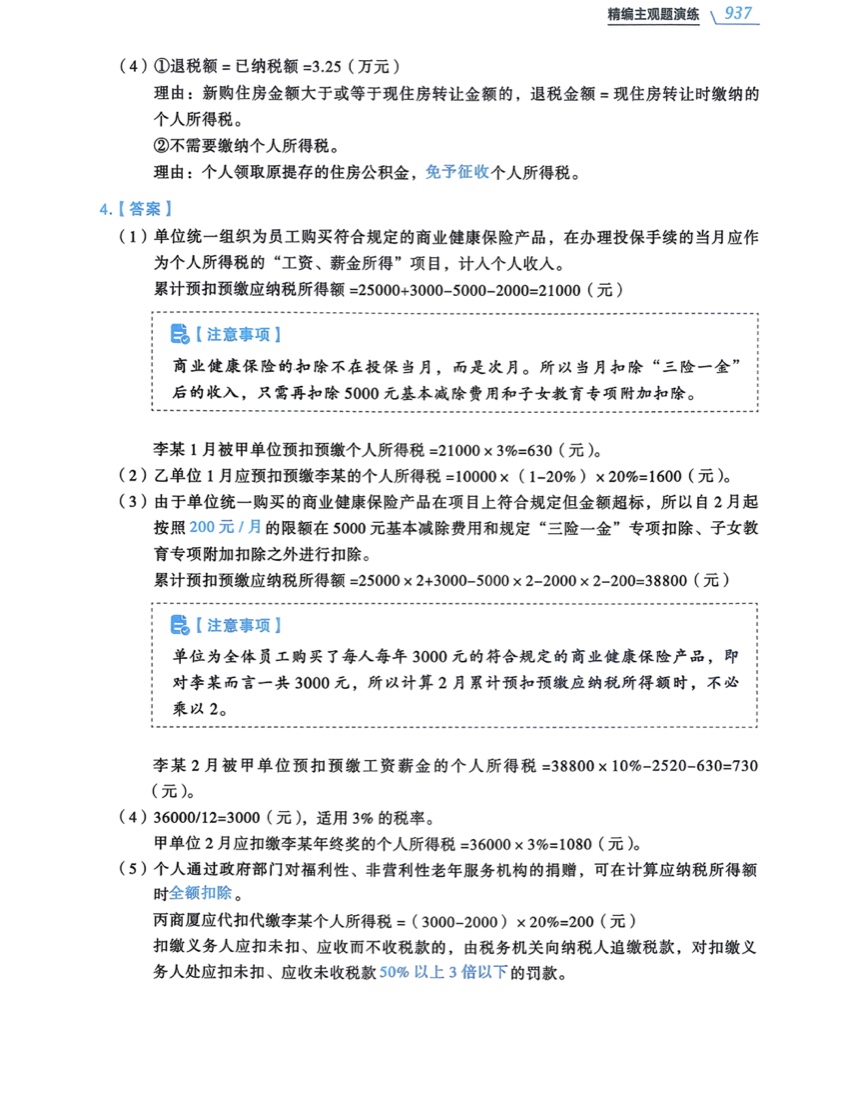 精编主观题演练 937
（4）①退税额 = 已纳税额 =3.25（万元）
理由：新购住房金额大于或等于现住房转让金额的，退税金额 = 现住房转让时缴纳的
个人所得税。
②不需要缴纳个人所得税。
理由：个人领取原提存的住房公积金，免予征收个人所得税。
4.【答案】
（1）单位统一组织为员工购买符合规定的商业健康保险产品，在办理投保手续的当月应作
为个人所得税的“工资、薪金所得”项目，计人个人收入。
累计预扣预缴应纳税所得额 =25000+3000−5000−2000=21000（元）
【注意事项】
商业健康保险的扣除不在投保当月，而是次月。所以当月扣除“三险一金”
后的收入，只需再扣除 5000 元基本减除费用和子女教育专项附加扣除。
李某 1 月被甲单位预扣预缴个人所得税 =21000 × 3%=630（元）。
（2）乙单位 1 月应预扣预缴李某的个人所得税 =10000 ×（1−20%）× 20%=1600（元）。
（3）由于单位统一购买的商业健康保险产品在项目上符合规定但金额超标，所以自 2 月起
按照 200 元 / 月的限额在 5000 元基本减除费用和规定“三险一金”专项扣除、子女教
育专项附加扣除之外进行扣除。
累计预扣预缴应纳税所得额 =25000 × 2+3000−5000 × 2−2000 × 2−200=38800（元）
【注意事项】
单位为全体员工购买了每人每年 3000 元的符合规定的商业健康保险产品，即
对李某而言一共 3000 元，所以计算 2 月累计预扣预缴应纳税所得额时，不必
乘以 2。
李某 2 月被甲单位预扣预缴工资薪金的个人所得税 =38800 × 10%−2520−630=730
（元）。
（4）36000/12=3000（元），适用 3% 的税率。
甲单位 2 月应扣缴李某年终奖的个人所得税 =36000 × 3%=1080（元）。
（5）个人通过政府部门对福利性、非营利性老年服务机构的捐赠，可在计算应纳税所得额
时全额扣除。
丙商厦应代扣代缴李某个人所得税 =（3000−2000）× 20%=200（元）
扣缴义务人应扣未扣、应收而不收税款的，由税务机关向纳税人追缴税款，对扣缴义
务人处应扣未扣、应收未收税款 50% 以上 3 倍以下的罚款。